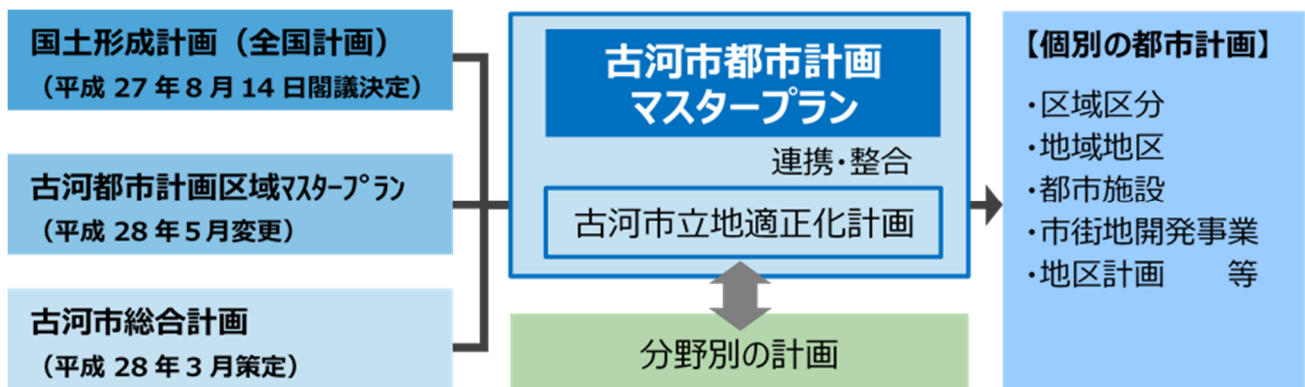 国土形成計画（全国計画）
（平成 27 年 8 月 14 日閣議決定）
古河都市計画区域ﾏｽﾀｰﾌﾟﾗﾝ
（平成 28 年 5 月変更）
古河市総合計画
（平成 28 年 3 月策定）
古河市都市計画
マスタープラン
連携・整合
古河市立地適正化計画
分野別の計画
【個別の都市計画】
・区域区分
・地域地区
・都市施設
・市街地開発事業
・地区計画　　等